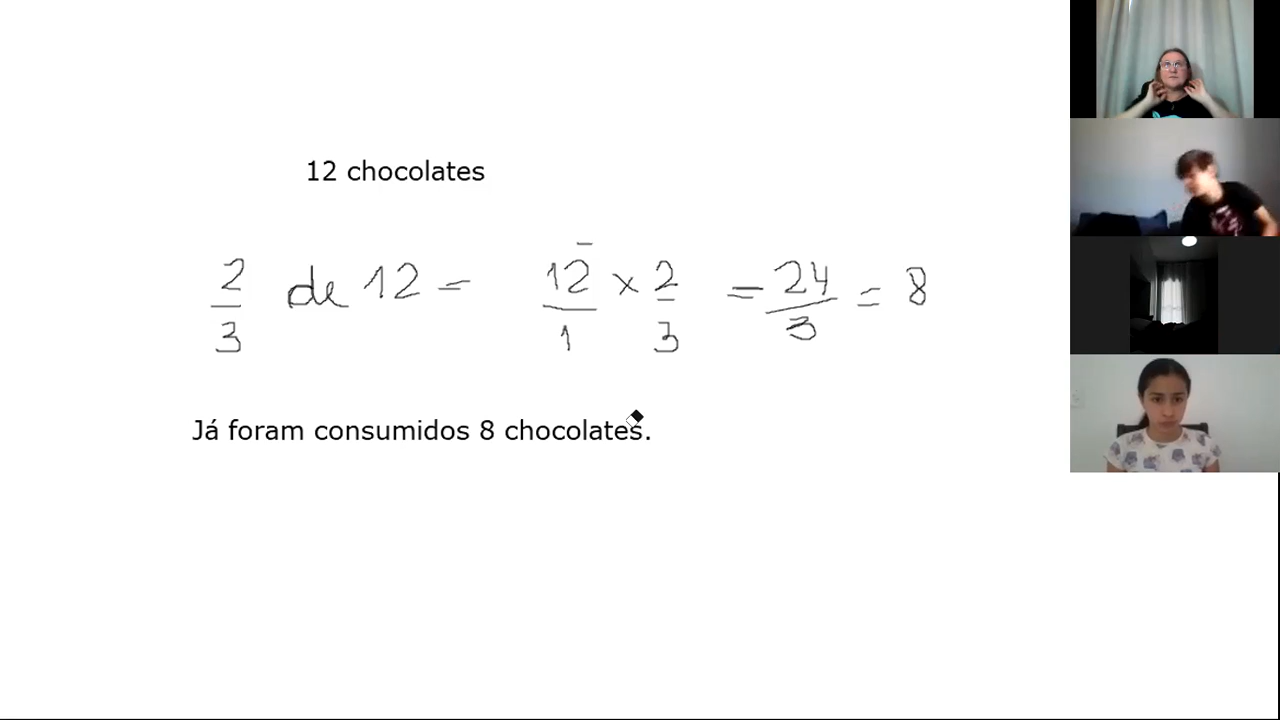 12 chocolates
2/3 de 12 = 12/1 x 2/3 = 24/3 = 8
Já foram consumidos 8 chocolates.